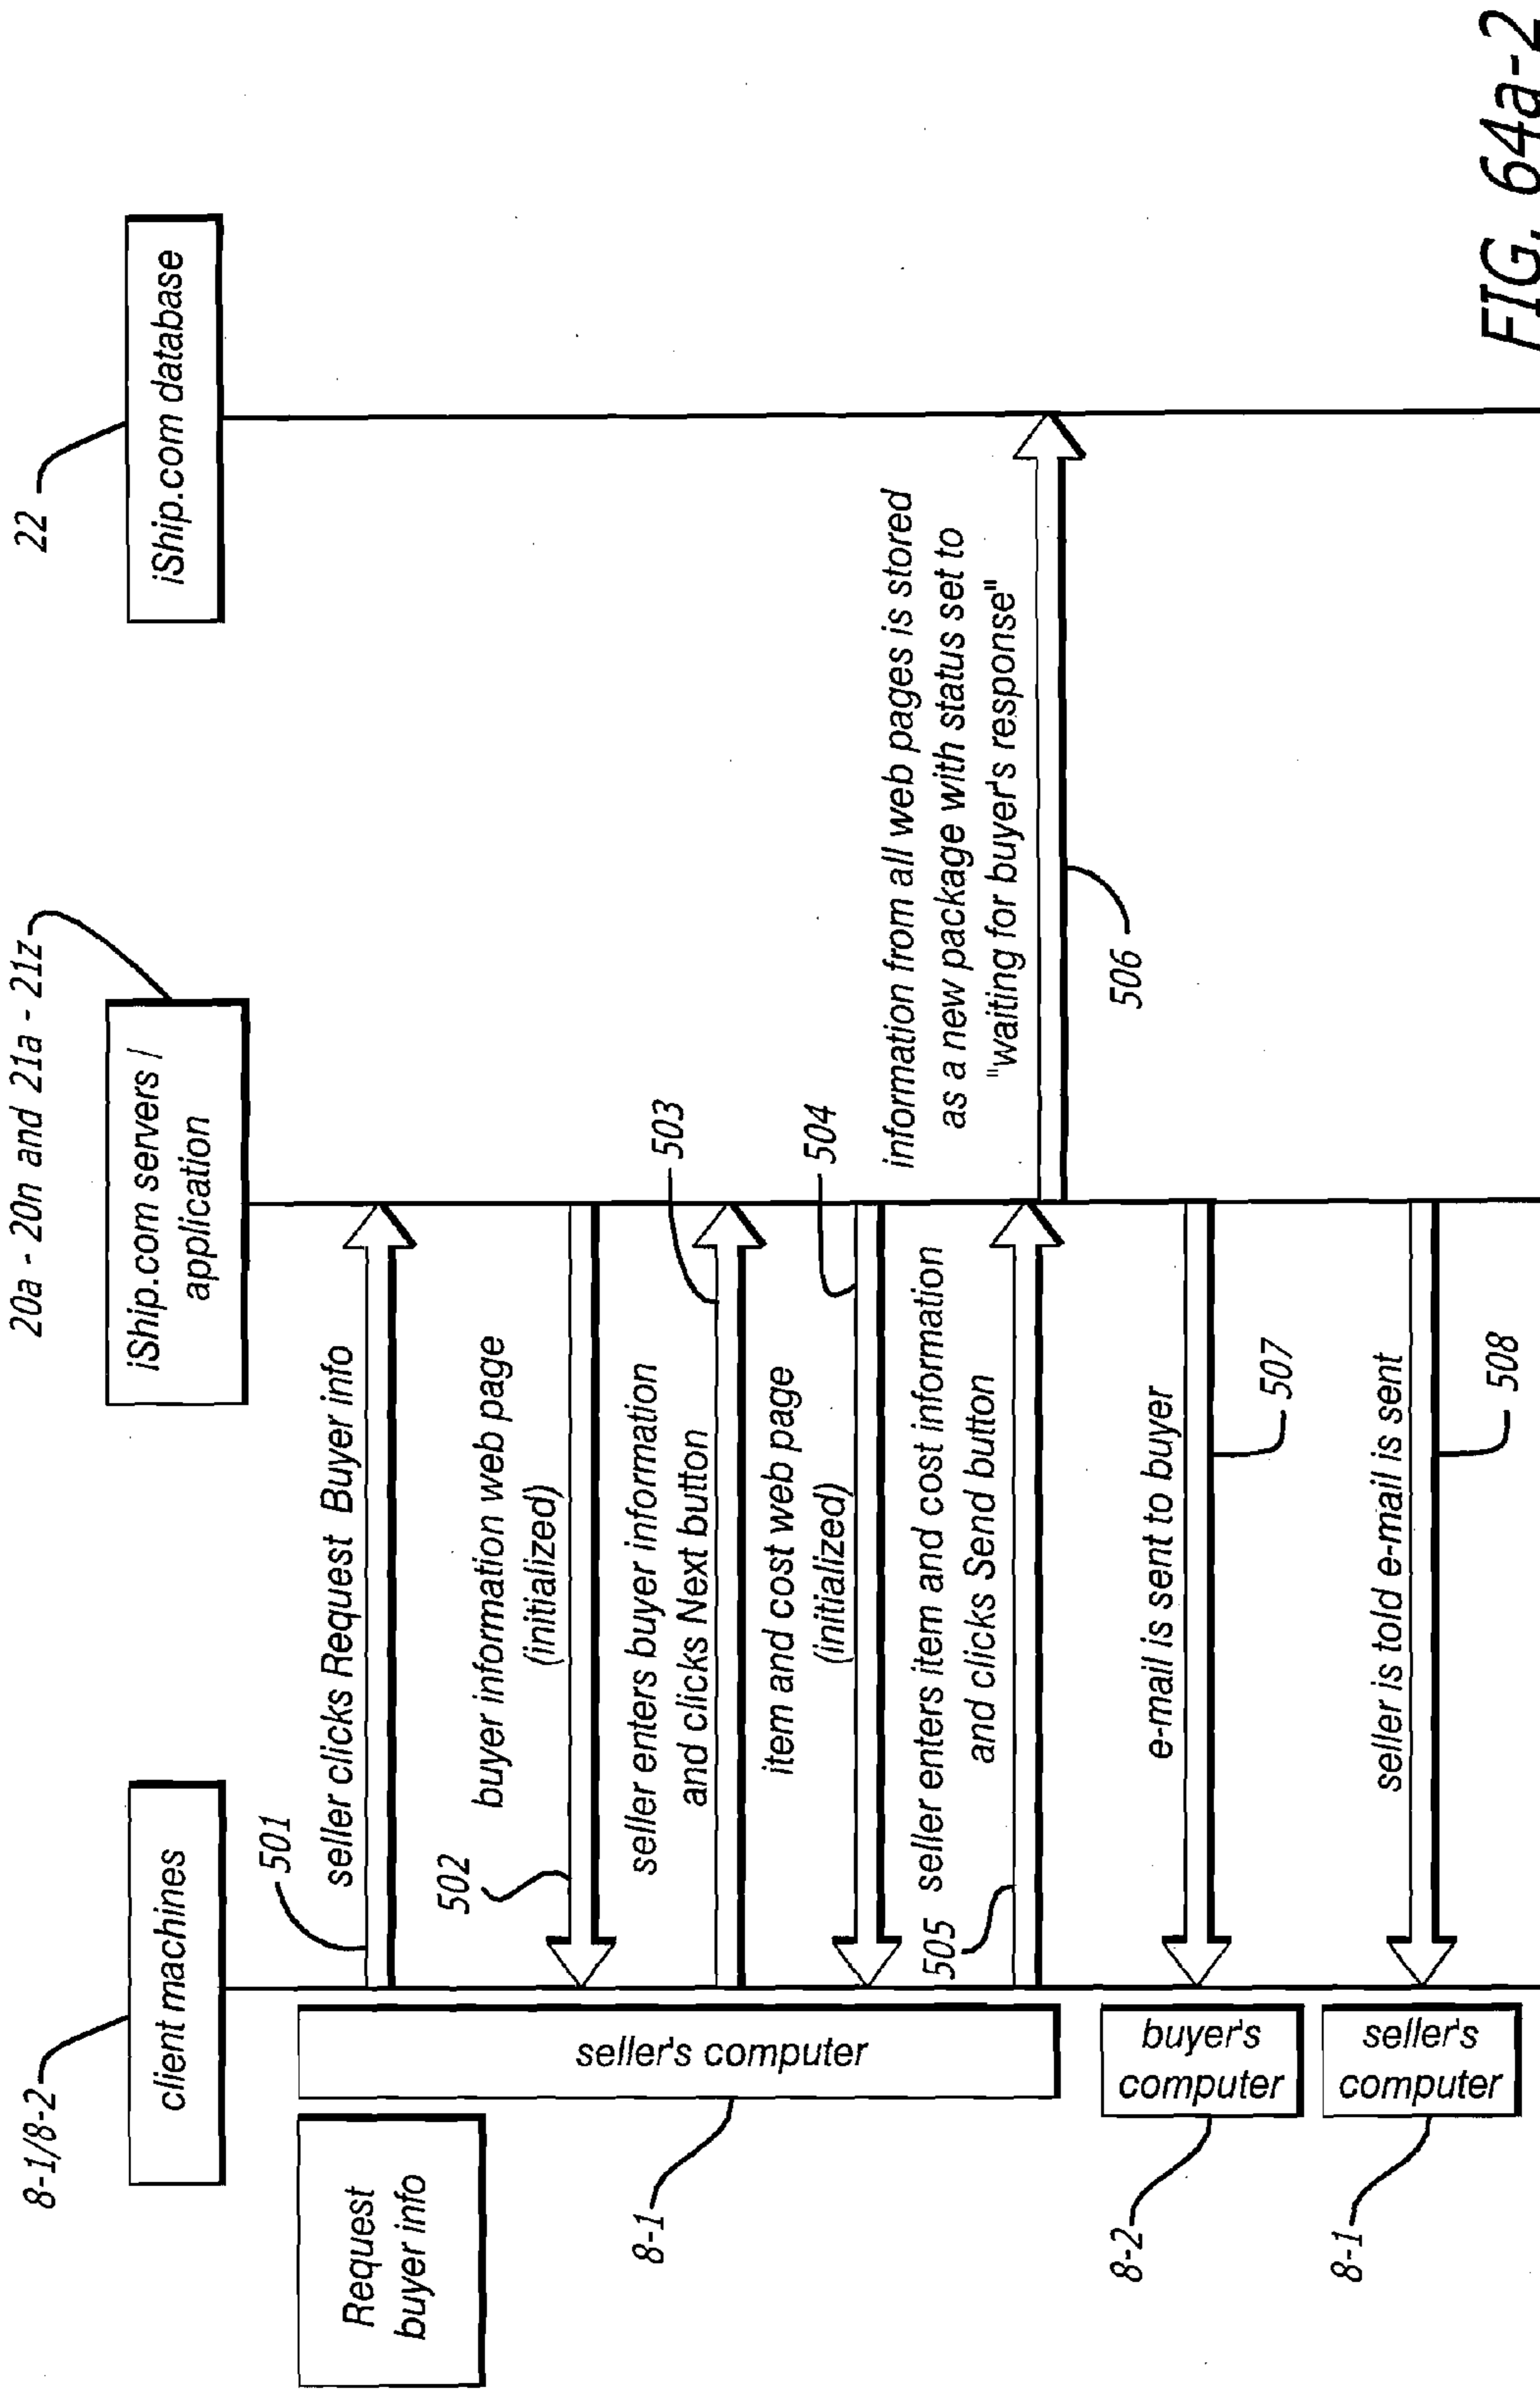 8-1/8-2
20a - 20n and 21a - 21z
22
client machines
iShip.com servers /
application
iShip.com database
Request
buyer info
8-1
seller's computer
501
seller clicks Request Buyer info
502
buyer information web page
(initialized)
seller enters buyer information
and clicks Next button
503
item and cost web page
(initialized)
504
505
seller enters item and cost information
and clicks Send button
information from all web pages is stored
as a new package with status set to
"waiting for buyer's response"
506
8-2
buyer's
computer
e-mail is sent to buyer
507
8-1
seller's
computer
seller is told e-mail is sent
508
FIG. 64a-2